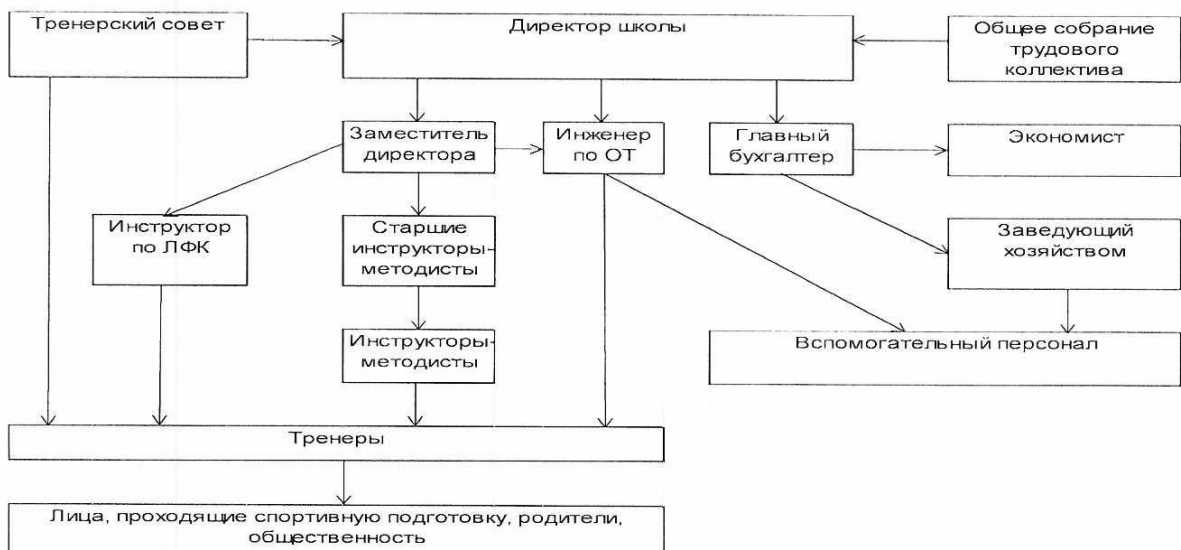 Тренерский совет
Директор школы
Общее собрание
трудового
коллектива
Заместитель
директора
Инженер
по ОТ
Главный
бухгалтер
Экономист
Инструктор
по ЛФК
Старшие
инструкторы-
методисты
Заведующий
хозяйством
Инструкторы-
методисты
Вспомогательный персонал
Тренеры
Лица, проходящие спортивную подготовку, родители,
общественность